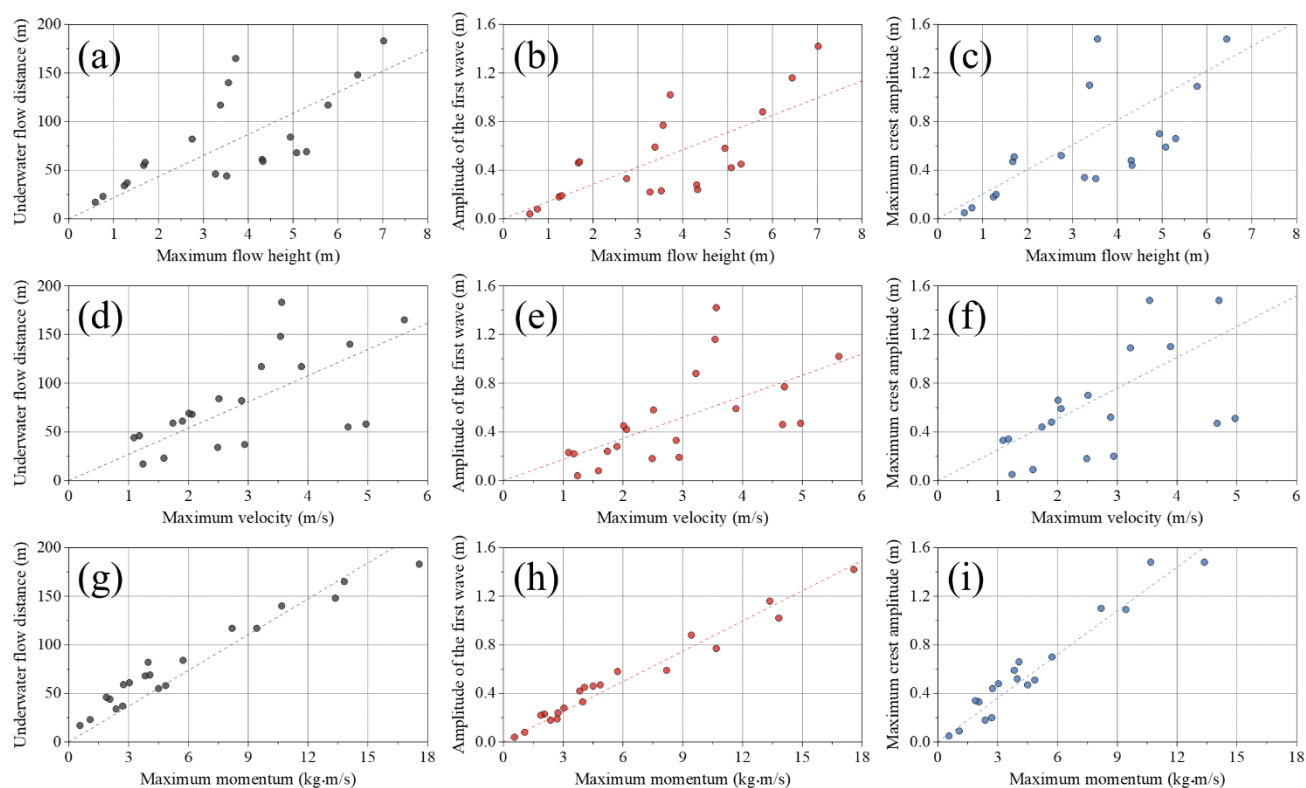 (a)
Underwater flow distance (m)
200
150
100
50
0
0 1 2 3 4 5 6 7 8
Maximum flow height (m)
(b)
Amplitude of the first wave (m)
1.6
1.2
0.8
0.4
0.0
0 1 2 3 4 5 6 7 8
Maximum flow height (m)
(c)
Maximum crest amplitude (m)
1.6
1.2
0.8
0.4
0.0
0 1 2 3 4 5 6 7 8
Maximum flow height (m)
(d)
Underwater flow distance (m)
200
150
100
50
0
0 1 2 3 4 5 6
Maximum velocity (m/s)
(e)
Amplitude of the first wave (m)
1.6
1.2
0.8
0.4
0.0
0 1 2 3 4 5 6
Maximum velocity (m/s)
(f)
Maximum crest amplitude (m)
1.6
1.2
0.8
0.4
0.0
0 1 2 3 4 5 6
Maximum velocity (m/s)
(g)
Underwater flow distance (m)
200
150
100
50
0
0 3 6 9 12 15 18
Maximum momentum (kg·m/s)
(h)
Amplitude of the first wave (m)
1.6
1.2
0.8
0.4
0.0
0 3 6 9 12 15 18
Maximum momentum (kg·m/s)
(i)
Maximum crest amplitude (m)
1.6
1.2
0.8
0.4
0.0
0 3 6 9 12 15 18
Maximum momentum (kg·m/s)